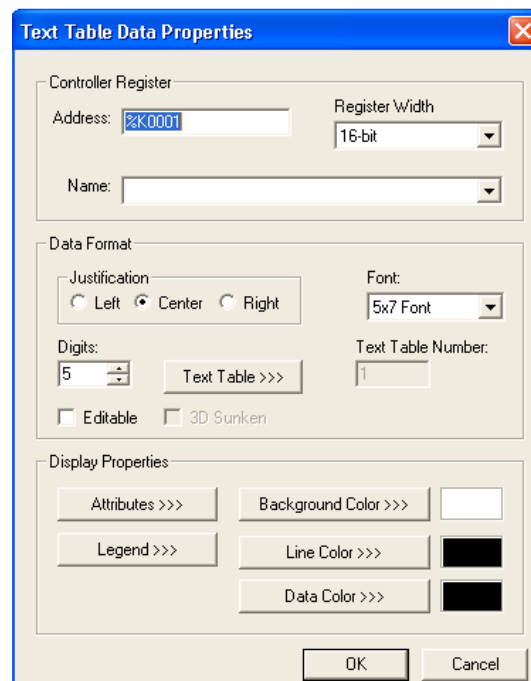 Text Table Data Properties
Controller Register
Address: %K0001
Register Width
16-bit
Name:
Data Format
Justification
Left Center Right
Font:
5x7 Font
Digits:
5
Text Table >>>
Text Table Number:
1
Editable 3D Sunken
Display Properties
Attributes >>> Background Color >>>
Legend >>> Line Color >>>
Data Color >>>
OK Cancel